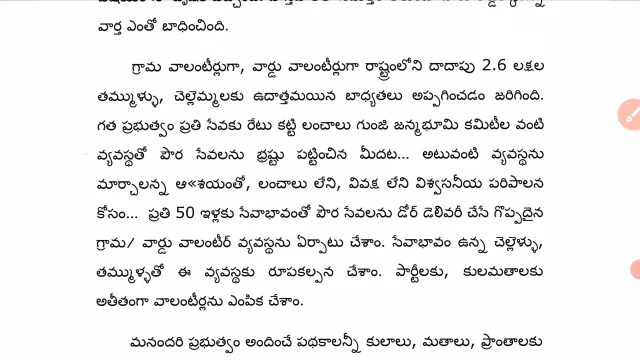 వార్త ఎంతో బాధించింది.
గ్రామ వాలంటీర్లుగా, వార్డు వాలంటీర్లుగా రాష్ట్రంలోని దాదాపు 2.6 లక్షల
తమ్ముళ్ళు, చెల్లెమ్మలకు ఉదాత్తమయిన బాధ్యతలు అప్పగించడం జరిగింది.
గత ప్రభుత్వం ప్రతి సేవకు రేటు కట్టి లంచాలు గుంజి జన్మభూమి కమిటీల వంటి
వ్యవస్థతో పౌర సేవలను భ్రష్టు పట్టించిన మీదట... అటువంటి వ్యవస్థను
మార్చాలన్న ఆ«శయంతో, లంచాలు లేని, వివక్ష లేని విశ్వసనీయ పరిపాలన
కోసం... ప్రతి 50 ఇళ్లకు సేవాభావంతో పౌర సేవలను డోర్ డెలివరీ చేసే గొప్పదైన
గ్రామ/ వార్డు వాలంటీర్ వ్యవస్థను ఏర్పాటు చేశాం. సేవాభావం ఉన్న చెల్లెళ్ళు,
తమ్ముళ్ళతో ఈ వ్యవస్థకు రూపకల్పన చేశాం. పార్టీలకు, కులమతాలకు
అతీతంగా వాలంటీర్లను ఎంపిక చేశాం.
మనందరి ప్రభుత్వం అందించే పథకాలన్నీ కులాలు, మతాలు, ప్రాంతాలకు